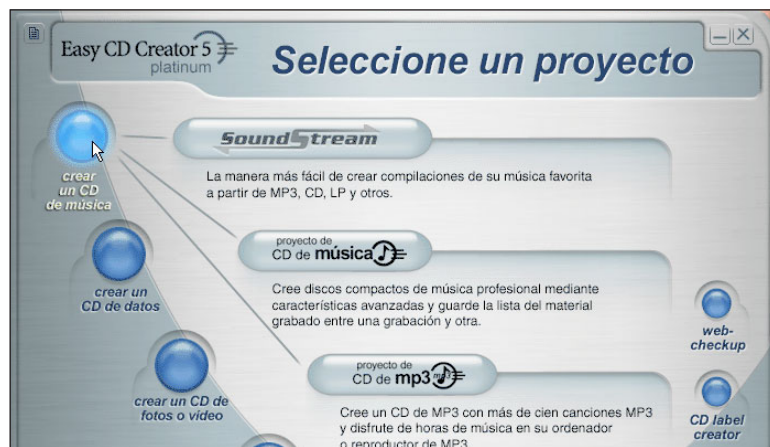 Easy CD Creator 5
platinum
Seleccione un proyecto
SoundStream
crear
un CD
de música
La manera más fácil de crear compilaciones de su música favorita
a partir de MP3, CD, LP y otros.
proyecto de
CD de música
crear un
CD de datos
Cree discos compactos de música profesional mediante
características avanzadas y guarde la lista del material
grabado entre una grabación y otra.
web-
checkup
proyecto de
CD de mp3 mp3
crear un CD de
fotos o vídeo
Cree un CD de MP3 con más de cien canciones MP3
y disfrute de horas de música en su ordenador
o reproductor de MP3.
CD label
creator